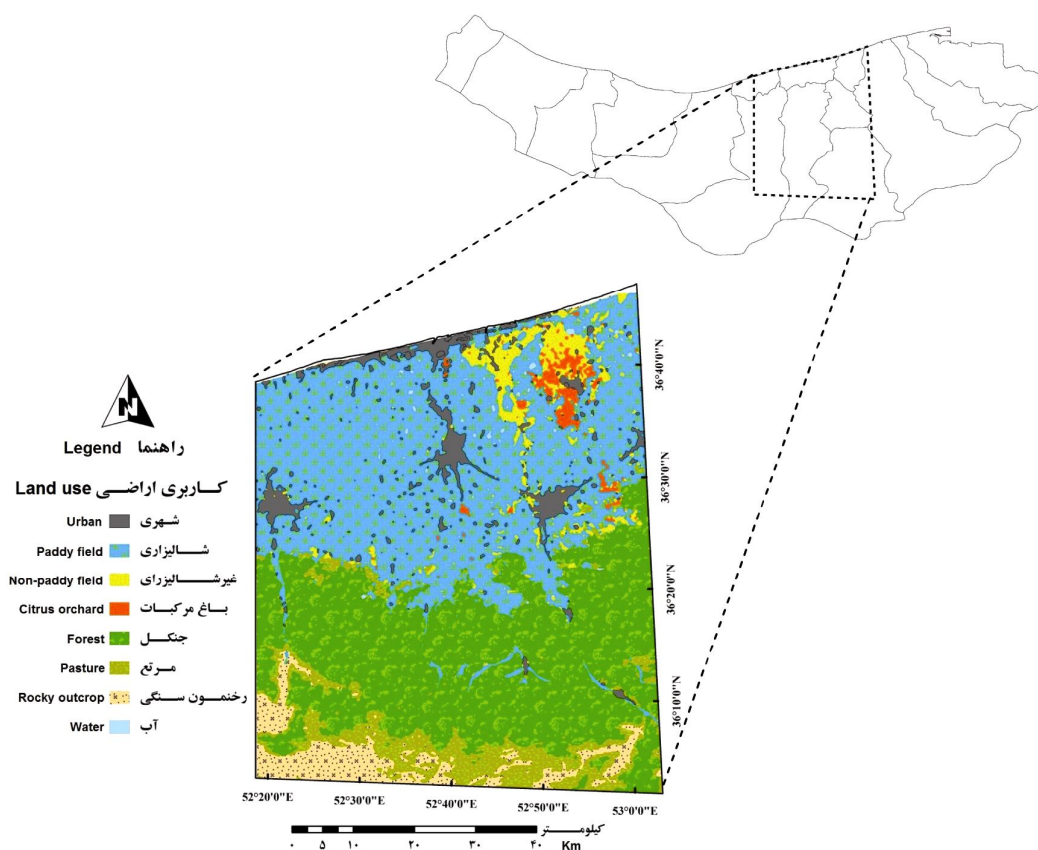 N
Legend راهنما
Land use کاربری اراضی
Urban شهری
Paddy field شالیزاری
Non-paddy field غیرشالیزرای
Citrus orchard باغ مرکبات
Forest جنگل
Pasture مرتع
Rocky outcrop رخنمون سنگی
Water آب
36°40'0"N
36°30'0"N
36°20'0"N
36°10'0"N
52°20'0"E 52°30'0"E 52°40'0"E 52°50'0"E 53°0'0"E
کیلومتر
۰ ۵ ۱۰ ۲۰ ۳۰ ۴۰ Km